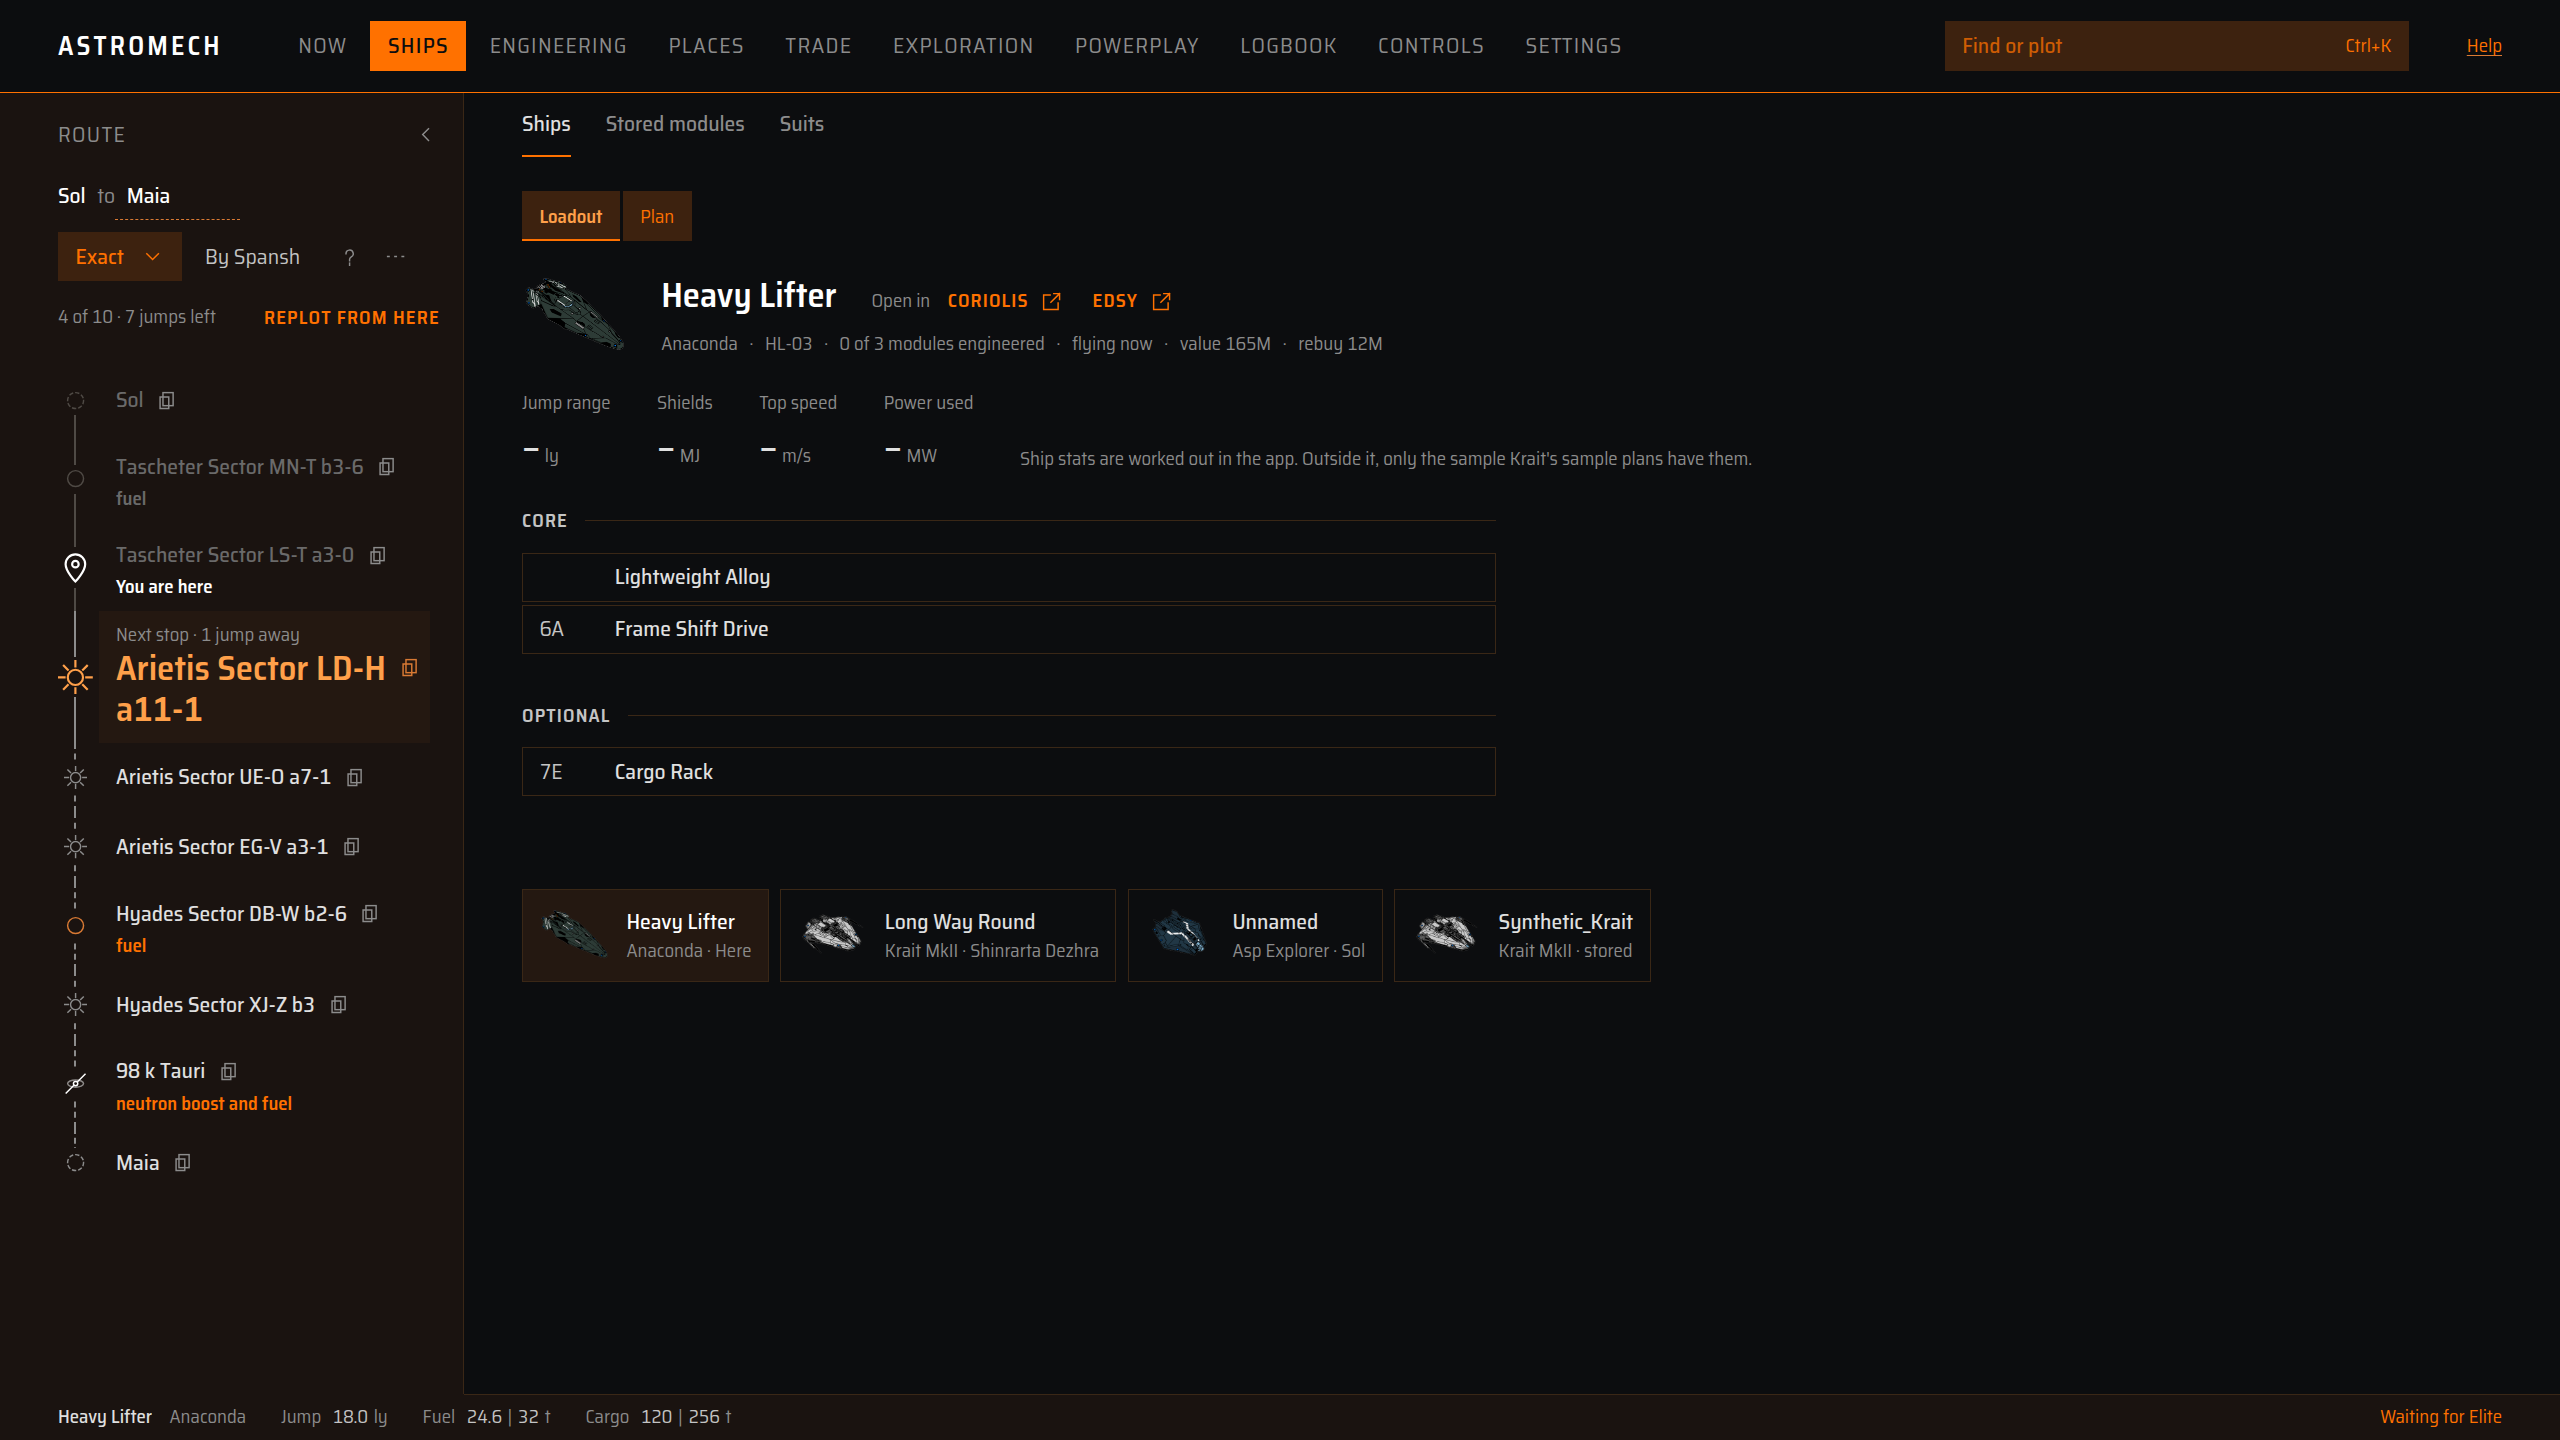 ASTROMECH NOW SHIPS ENGINEERING PLACES TRADE EXPLORATION POWERPLAY LOGBOOK CONTROLS SETTINGS Find or plot Ctrl+K Help
ROUTE
Sol to Maia
Exact By Spansh ? ···
4 of 10 · 7 jumps left REPLOT FROM HERE
Sol
Tascheter Sector MN-T b3-6
fuel
Tascheter Sector LS-T a3-0
You are here
Next stop · 1 jump away
Arietis Sector LD-H
a11-1
Arietis Sector UE-O a7-1
Arietis Sector EG-V a3-1
Hyades Sector DB-W b2-6
fuel
Hyades Sector XJ-Z b3
98 k Tauri
neutron boost and fuel
Maia
Ships Stored modules Suits
Loadout Plan
Heavy Lifter Open in CORIOLIS EDSY
Anaconda · HL-03 · 0 of 3 modules engineered · flying now · value 165M · rebuy 12M
Jump range Shields Top speed Power used
– ly – MJ – m/s – MW Ship stats are worked out in the app. Outside it, only the sample Krait's sample plans have them.
CORE
Lightweight Alloy
6A Frame Shift Drive
OPTIONAL
7E Cargo Rack
Heavy Lifter
Anaconda · Here
Long Way Round
Krait MkII · Shinrarta Dezhra
Unnamed
Asp Explorer · Sol
Synthetic_Krait
Krait MkII · stored
Heavy Lifter Anaconda Jump 18.0 ly Fuel 24.6 | 32 t Cargo 120 | 256 t Waiting for Elite